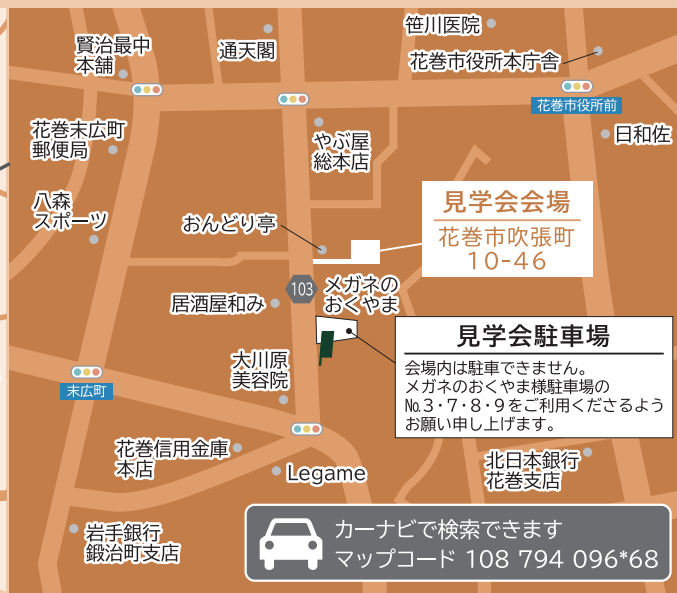 笹川医院
賢治最中
本舗
通天閣
花巻市役所本庁舎
花巻市役所前
花巻末広町
郵便局
やぶ屋
総本店
日和佐
八森
スポーツ
おんどり亭
見学会会場
花巻市吹張町
10-46
103
メガネの
おくやま
居酒屋和み
見学会駐車場
会場内は駐車できません。
メガネのおくやま様駐車場の
№3・7・8・9をご利用くださるよう
お願い申し上げます。
大川原
美容院
末広町
花巻信用金庫
本店
Legame
北日本銀行
花巻支店
岩手銀行
鍛治町支店
カーナビで検索できます
マップコード 108 794 096*68